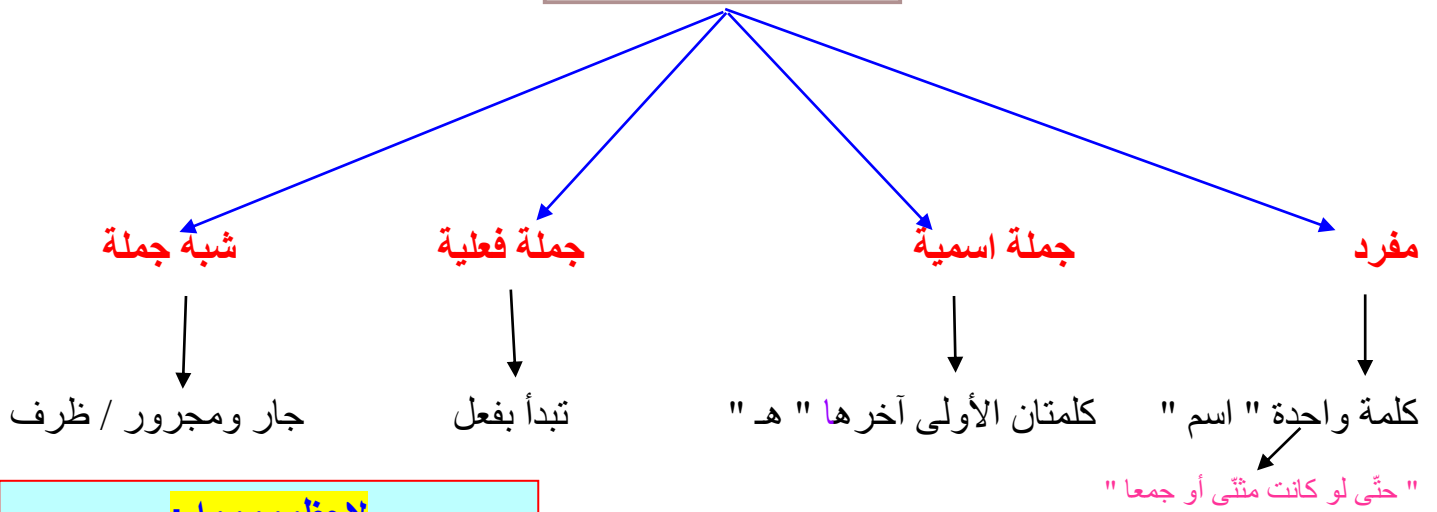 مفرد
جملة اسمية
جملة فعلية
شبه جملة
كلمة واحدة " اسم "
كلمتان الأولى آخرها " هـ "
تبدأ بفعل
جار ومجرور / ظرف
" حتّى لو كانت مثنّى أو جمعا "